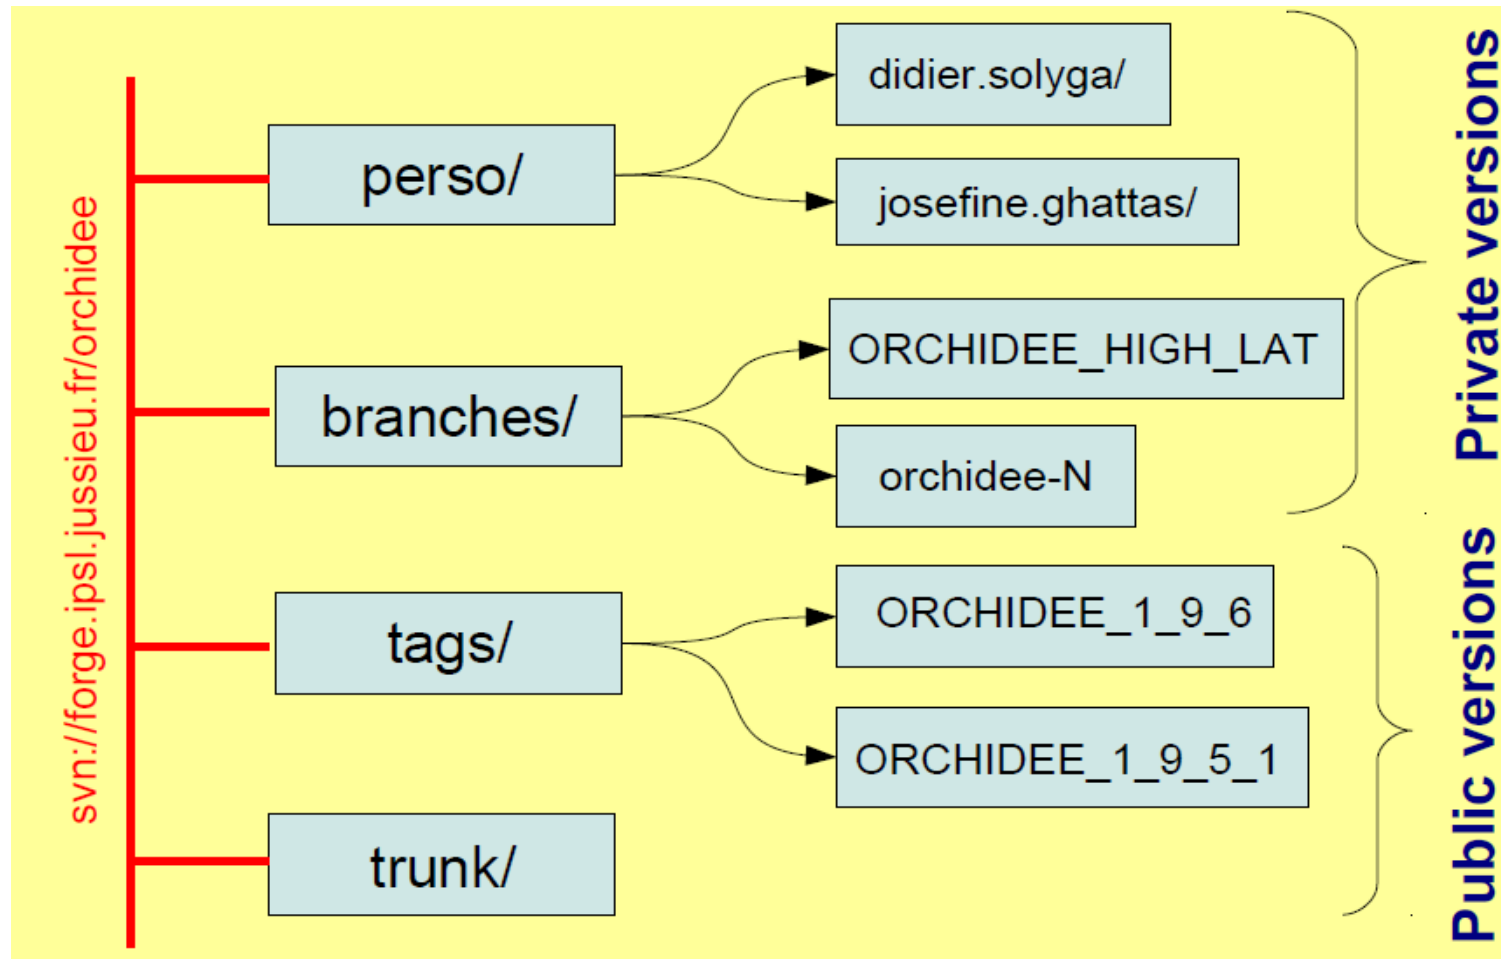 svn://forge.ipsl.jussieu.fr/orchidee
perso/
didier.solyga/
josefine.ghattas/
branches/
ORCHIDEE_HIGH_LAT
orchidee-N
tags/
ORCHIDEE_1_9_6
ORCHIDEE_1_9_5_1
trunk/
Private versions
Public versions